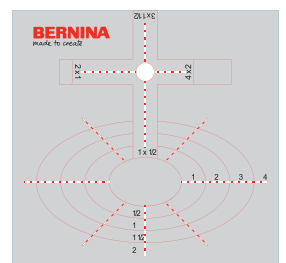 3 x 1 1/2
BERNINA
made to create
2 x 1
4 x 2
1 x 1/2
1 2 3 4
1/2
1
1 1/2
2